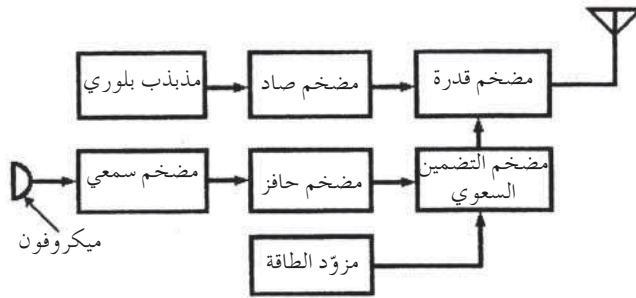 مذبذب بلوري
مضخم صاد
مضخم قدرة
مضخم سمعي
مضخم حافز
مضخم التضمين
السعوي
ميكروفون
مزوّد الطاقة